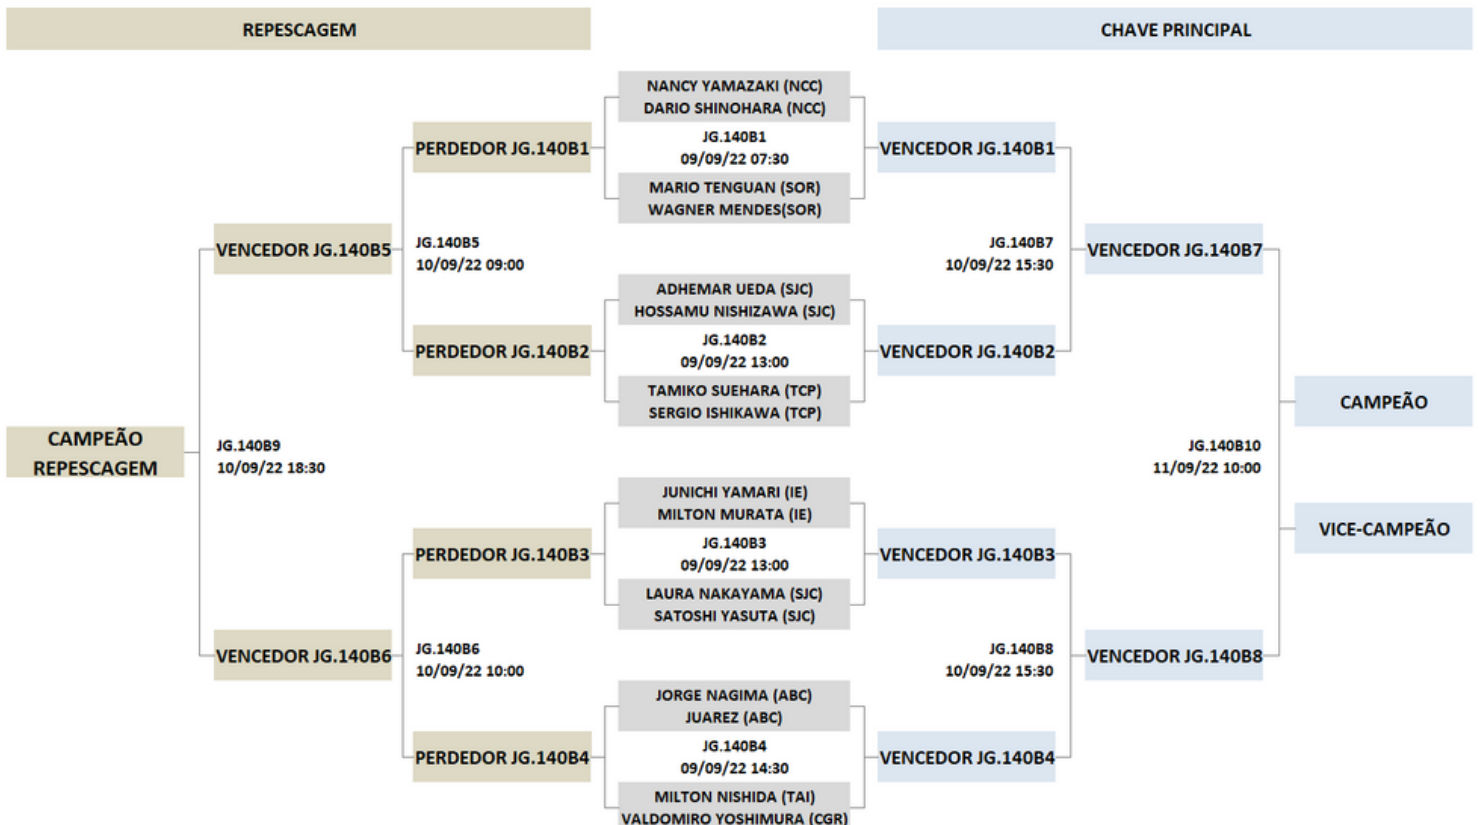 REPESCAGEM
CHAVE PRINCIPAL
NANCY YAMAZAKI (NCC)
DARIO SHINOHARA (NCC)
PERDEDOR JG.140B1
JG.140B1
09/09/22 07:30
VENCEDOR JG.140B1
MARIO TENGUAN (SOR)
WAGNER MENDES(SOR)
VENCEDOR JG.140B5
JG.140B5
10/09/22 09:00
JG.140B7
10/09/22 15:30
VENCEDOR JG.140B7
ADHEMAR UEDA (SJC)
HOSSAMU NISHIZAWA (SJC)
PERDEDOR JG.140B2
JG.140B2
09/09/22 13:00
VENCEDOR JG.140B2
TAMIKO SUEHARA (TCP)
SERGIO ISHIKAWA (TCP)
CAMPEÃO
CAMPEÃO
REPESCAGEM
JG.140B9
10/09/22 18:30
JG.140B10
11/09/22 10:00
JUNICHI YAMARI (IE)
MILTON MURATA (IE)
VICE-CAMPEÃO
PERDEDOR JG.140B3
JG.140B3
09/09/22 13:00
VENCEDOR JG.140B3
LAURA NAKAYAMA (SJC)
SATOSHI YASUTA (SJC)
VENCEDOR JG.140B6
JG.140B6
10/09/22 10:00
JG.140B8
10/09/22 15:30
VENCEDOR JG.140B8
JORGE NAGIMA (ABC)
JUAREZ (ABC)
PERDEDOR JG.140B4
JG.140B4
09/09/22 14:30
VENCEDOR JG.140B4
MILTON NISHIDA (TAI)
VALDOMIRO YOSHIMURA (CGR)